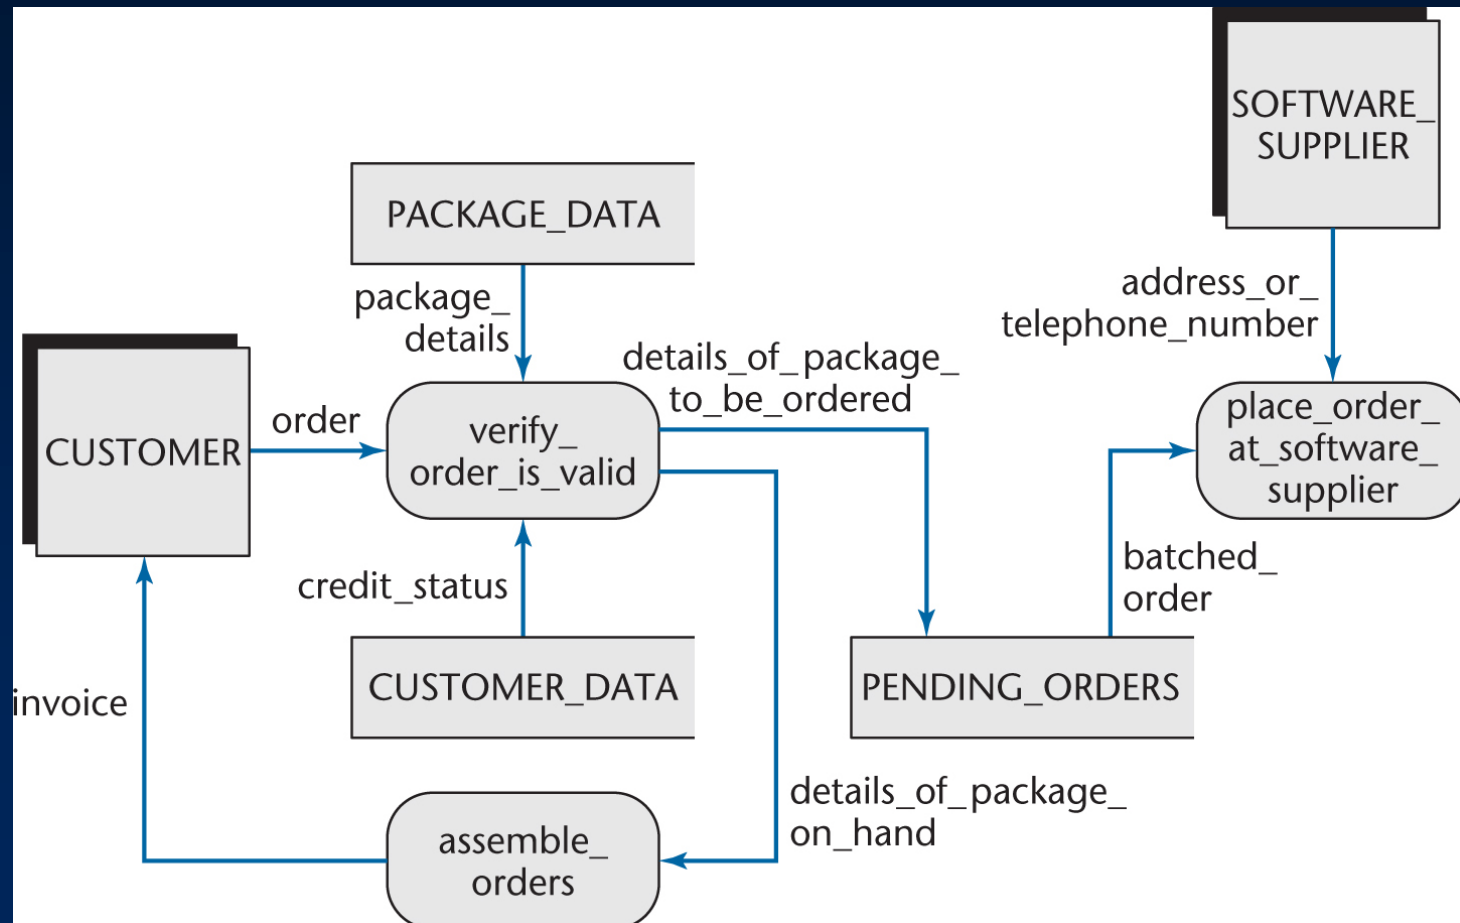 SOFTWARE_
SUPPLIER
PACKAGE_DATA
package_
details
address_or_
telephone_number
details_of_package_
to_be_ordered
CUSTOMER
order
verify_
order_is_valid
place_order_
at_software_
supplier
credit_status
batched_
order
invoice
CUSTOMER_DATA
PENDING_ORDERS
details_of_package_
on_hand
assemble_
orders